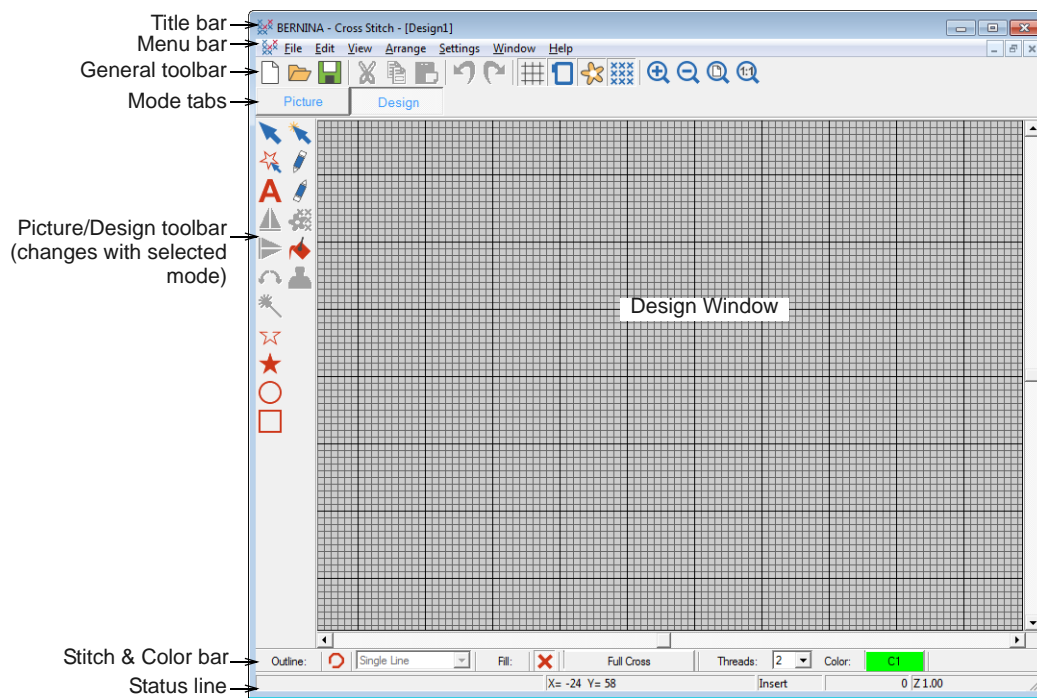 Title bar
BERNINA - Cross Stitch - [Design1]
Menu bar
File Edit View Arrange Settings Window Help
General toolbar
1:1
Mode tabs
Picture Design
A
Picture/Design toolbar
(changes with selected
mode)
Design Window
Stitch & Color bar
Outline: Single Line Fill: Full Cross Threads: 2 Color: C1
Status line
X= -24 Y= 58 Insert 0 Z 1.00